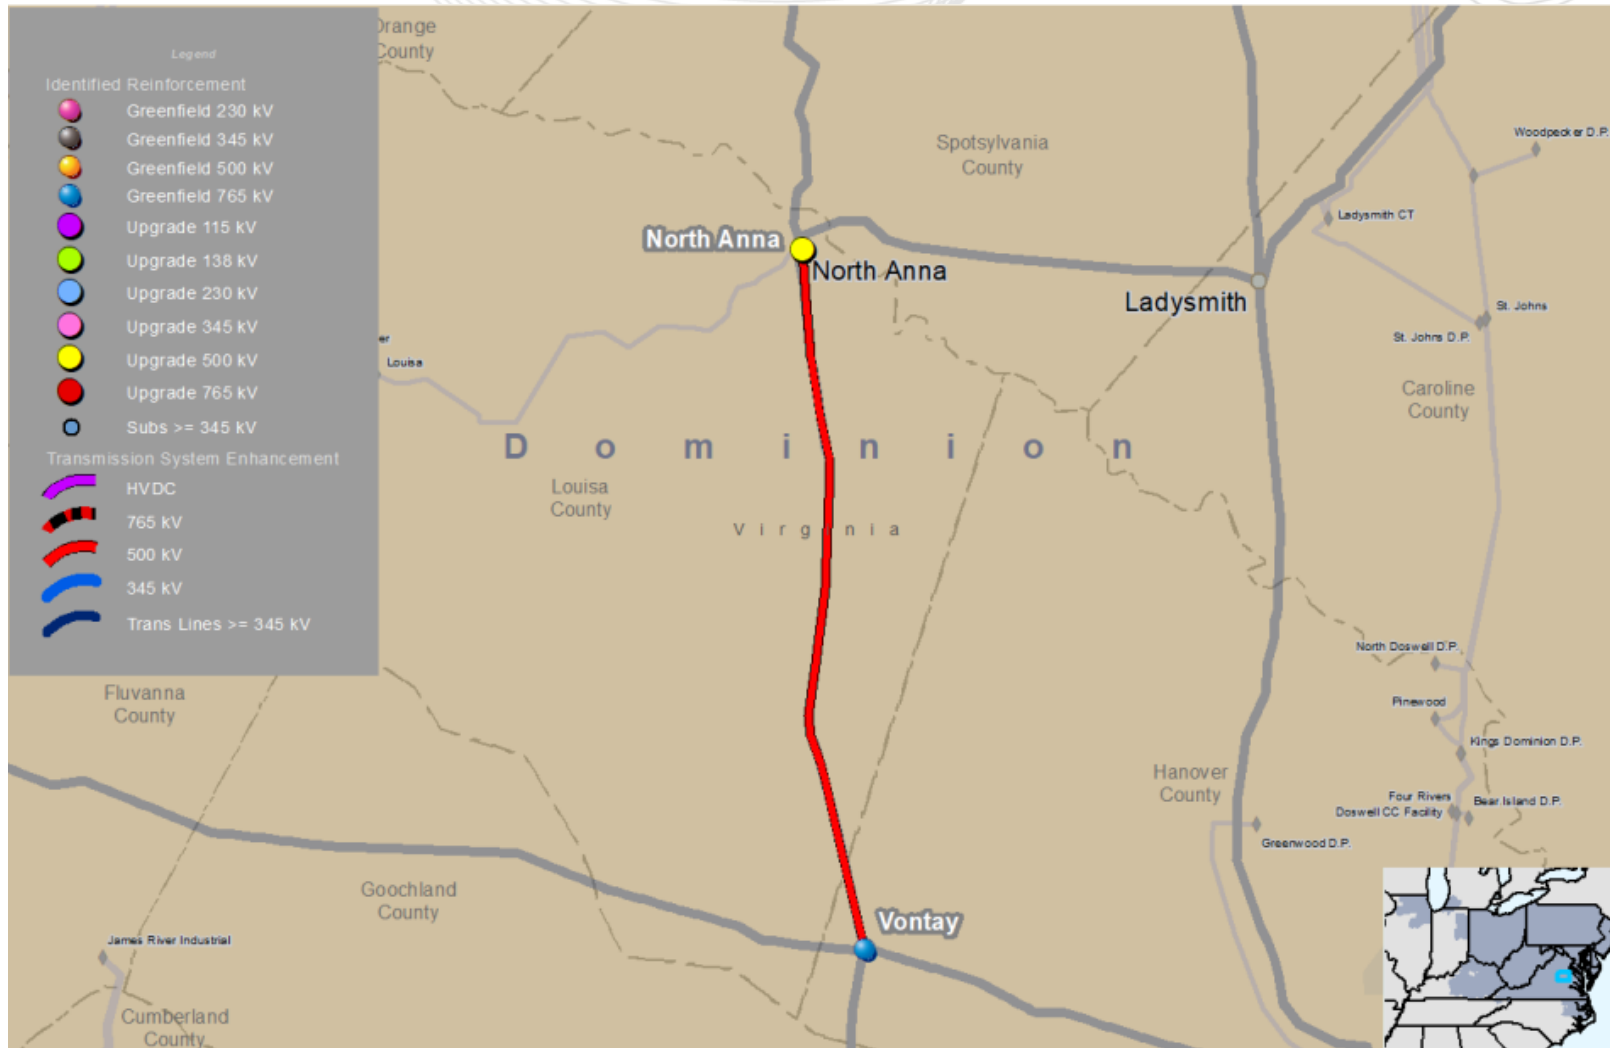 Legend
Identified Reinforcement
Greenfield 230 kV
Greenfield 345 kV
Greenfield 500 kV
Greenfield 765 kV
Upgrade 115 kV
Upgrade 138 kV
Upgrade 230 kV
Upgrade 345 kV
Upgrade 500 kV
Upgrade 765 kV
Subs >= 345 kV
Transmission System Enhancement
HVDC
765 kV
500 kV
345 kV
Trans Lines >= 345 kV
Orange
County
Spotsylvania
County
Woodpecker D.P.
Ladysmith CT
North Anna
North Anna
Ladysmith
St. Johns
St. Johns D.P.
er
Louisa
Caroline
County
Dominion
Louisa
County
Virginia
North Doswell D.P.
Fluvanna
County
Pinewood
Kings Dominion D.P.
Hanover
County
Four Rivers
Doswell CC Facility
Bear Island D.P.
Greenwood D.P.
Goochland
County
Vontay
James River Industrial
Cumberland
County